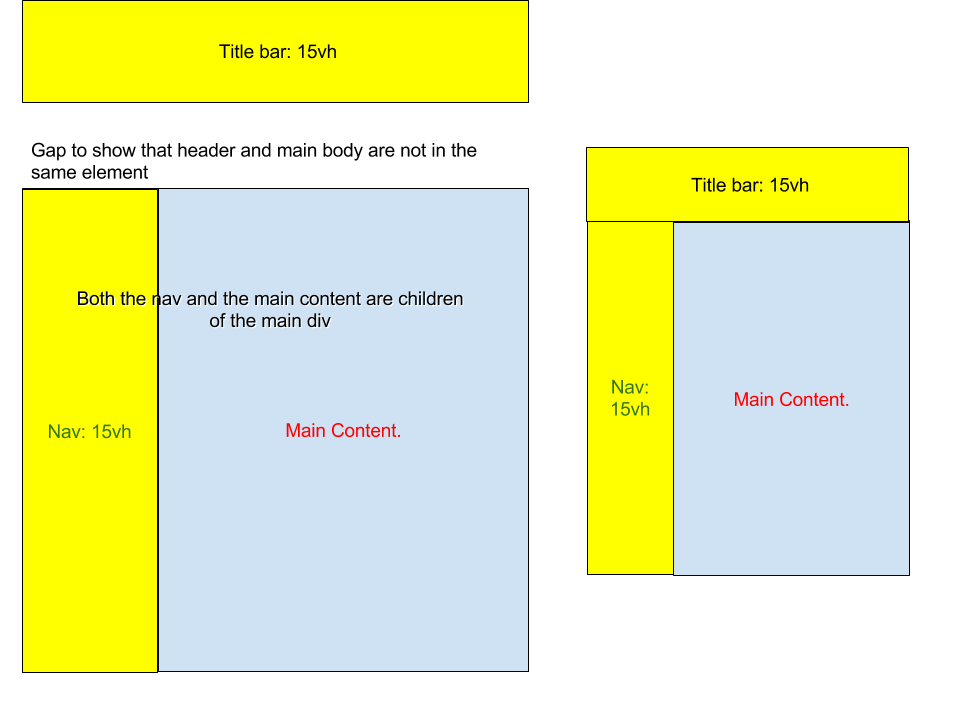 Title bar: 15vh
Gap to show that header and main body are not in the
same element
Both the nav and the main content are children
of the main div
Nav: 15vh
Main Content.
Title bar: 15vh
Nav:
15vh
Main Content.